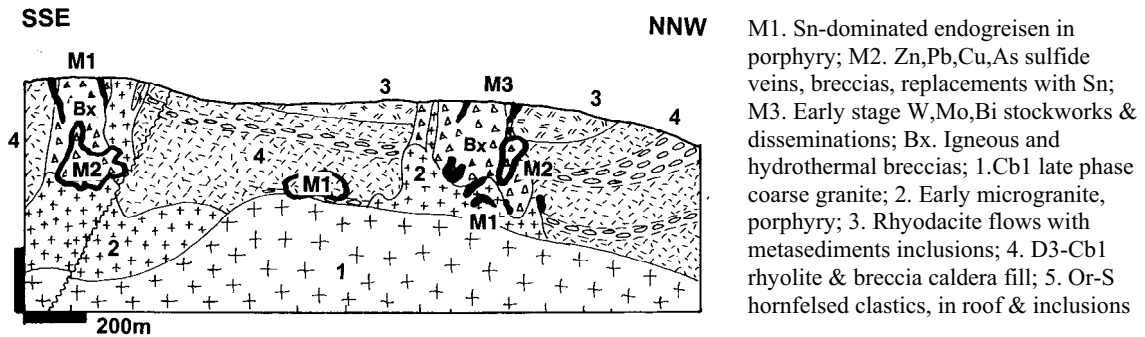 SSE
NNW
M1
M3
3
3
4
4
Bx
M2
4
M1
2
Bx
M2
M1
2
1
200m
M1. Sn-dominated endogreisen in
porphyry; M2. Zn,Pb,Cu,As sulfide
veins, breccias, replacements with Sn;
M3. Early stage W,Mo,Bi stockworks &
disseminations; Bx. Igneous and
hydrothermal breccias; 1.Cb1 late phase
coarse granite; 2. Early microgranite,
porphyry; 3. Rhyodacite flows with
metasediments inclusions; 4. D3-Cb1
rhyolite & breccia caldera fill; 5. Or-S
hornfelsed clastics, in roof & inclusions